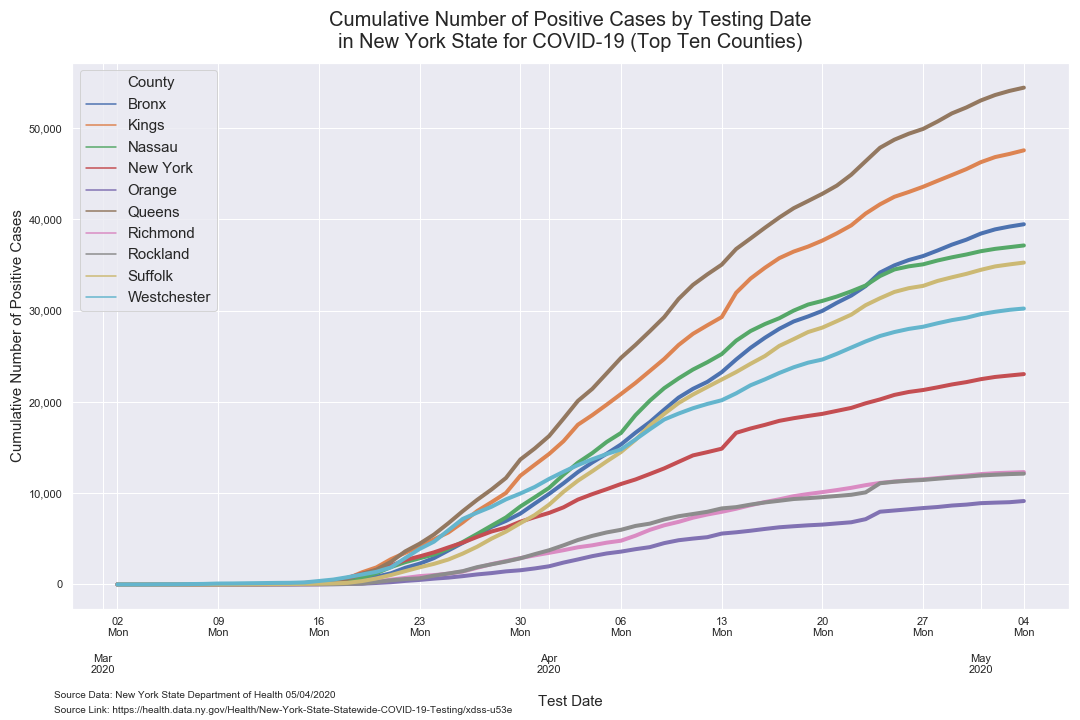 Cumulative Number of Positive Cases by Testing Date
in New York State for COVID-19 (Top Ten Counties)
County
Bronx
Kings
Nassau
New York
Orange
Queens
Richmond
Rockland
Suffolk
Westchester
Cumulative Number of Positive Cases
50,000
40,000
30,000
20,000
10,000
0
02 09 16 23 30 06 13 20 27 04
Mon Mon Mon Mon Mon Mon Mon Mon Mon Mon
Mar Apr May
2020 2020 2020
Test Date
Source Data: New York State Department of Health 05/04/2020
Source Link: https://health.data.ny.gov/Health/New-York-State-Statewide-COVID-19-Testing/xdss-u53e